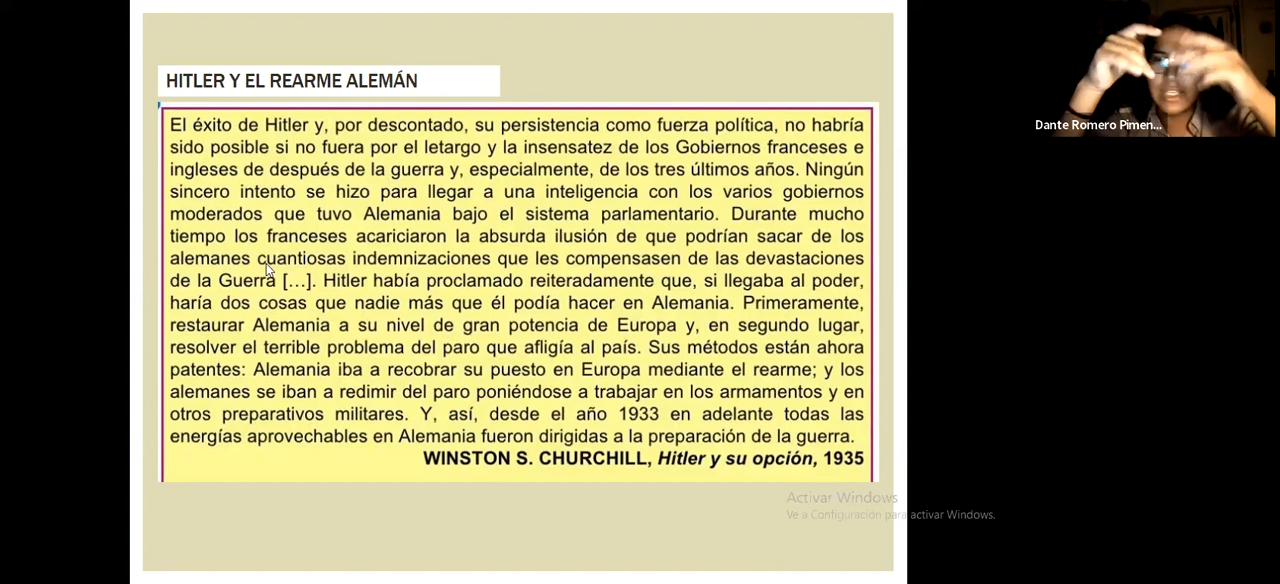 HITLER Y EL REARME ALEMÁN
El éxito de Hitler y, por descontado, su persistencia como fuerza política, no habría
sido posible si no fuera por el letargo y la insensatez de los Gobiernos franceses e
ingleses de después de la guerra y, especialmente, de los tres últimos años. Ningún
sincero intento se hizo para llegar a una inteligencia con los varios gobiernos
moderados que tuvo Alemania bajo el sistema parlamentario. Durante mucho
tiempo los franceses acariciaron la absurda ilusión de que podrían sacar de los
alemanes cuantiosas indemnizaciones que les compensasen de las devastaciones
de la Guerra [...]. Hitler había proclamado reiteradamente que, si llegaba al poder,
haría dos cosas que nadie más que él podía hacer en Alemania. Primeramente,
restaurar Alemania a su nivel de gran potencia de Europa y, en segundo lugar,
resolver el terrible problema del paro que afligía al país. Sus métodos están ahora
patentes: Alemania iba a recobrar su puesto en Europa mediante el rearme; y los
alemanes se iban a redimir del paro poniéndose a trabajar en los armamentos y en
otros preparativos militares. Y, así, desde el año 1933 en adelante todas las
energías aprovechables en Alemania fueron dirigidas a la preparación de la guerra.
WINSTON S. CHURCHILL, Hitler y su opción, 1935
Dante Romero Pimen...
Activar Windows
Ve a Configuración para activar Windows.